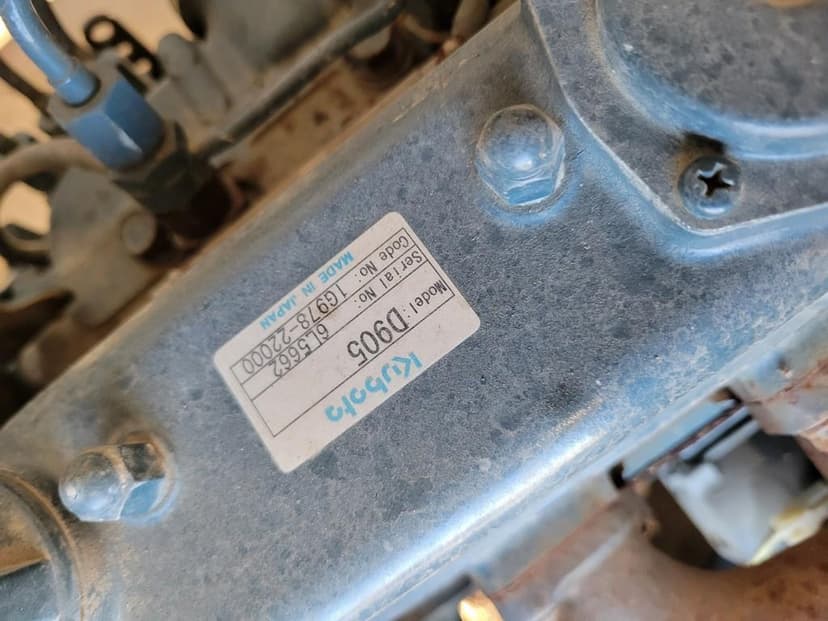 Kubota
Model: D905
Serial No: 6L5662
Code No: 1G978-22000
MADE IN JAPAN